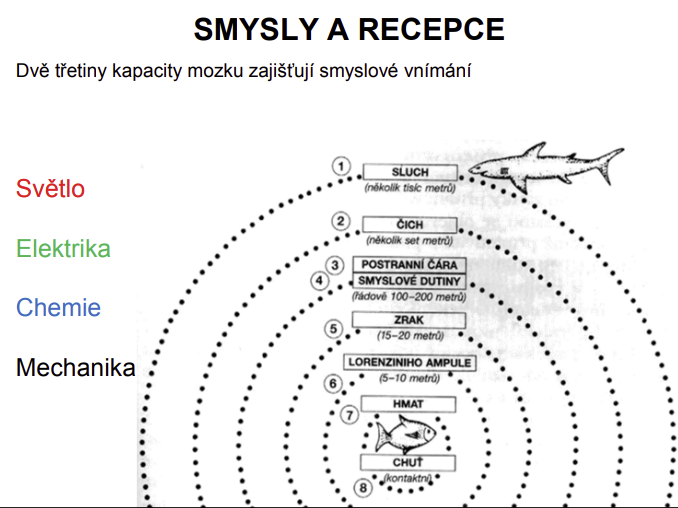 SMYSLY A RECEPCE
Dvě třetiny kapacity mozku zajišťují smyslové vnímání
Světlo
Elektrika
Chemie
Mechanika
1 SLUCH
(několik tisíc metrů)
2 ČICH
(několik set metrů)
3 POSTRANNÍ ČÁRA
4 SMYSLOVÉ DUTINY
(řádově 100–200 metrů)
5 ZRAK
(15–20 metrů)
LORENZINIHO AMPULE
6 (5–10 metrů)
7 HMAT
CHUŤ
8 (kontaktní)